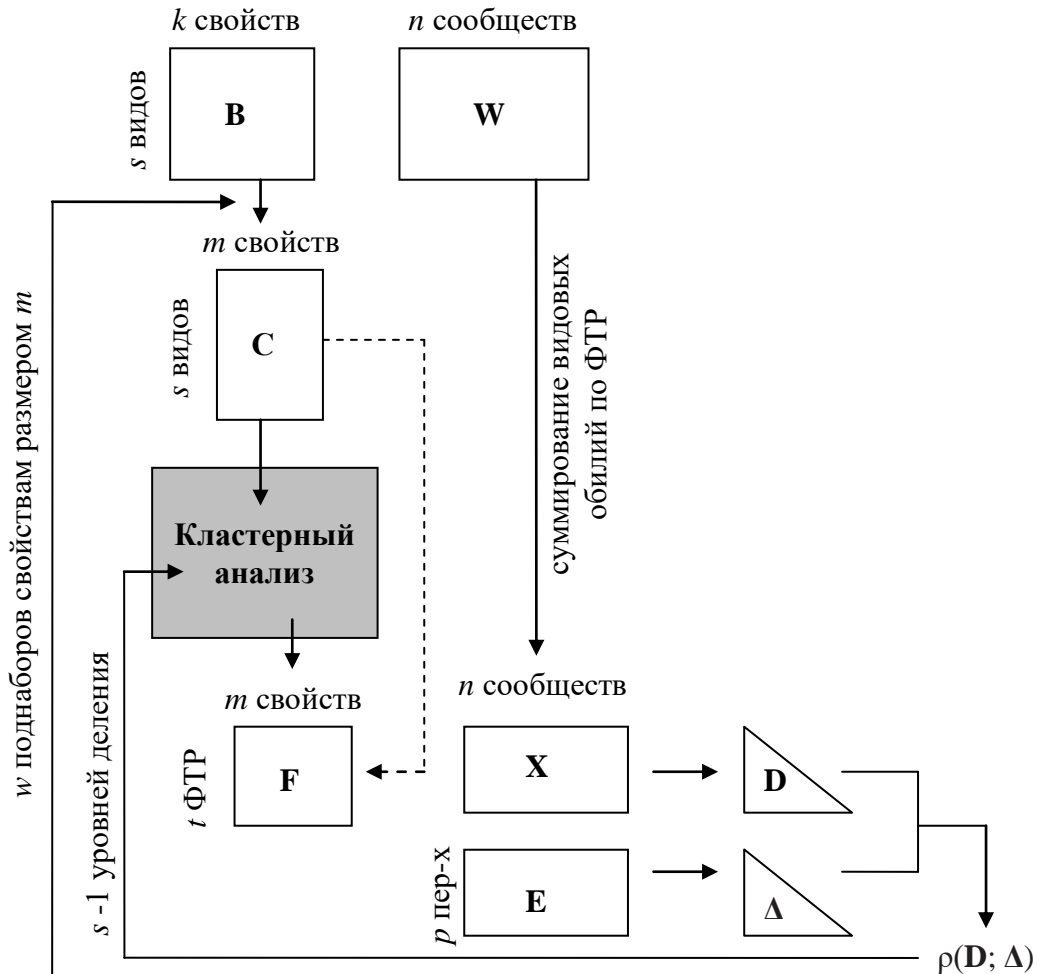 k свойств
n сообществ
s видов
B
W
m свойств
s видов
C
w поднаборов свойствам размером m
суммирование видовых
обилий по ФТР
Кластерный
анализ
s -1 уровней деления
m свойств
n сообществ
t ФТР
F
X
D
p пер-х
E
Δ
ρ(D; Δ)